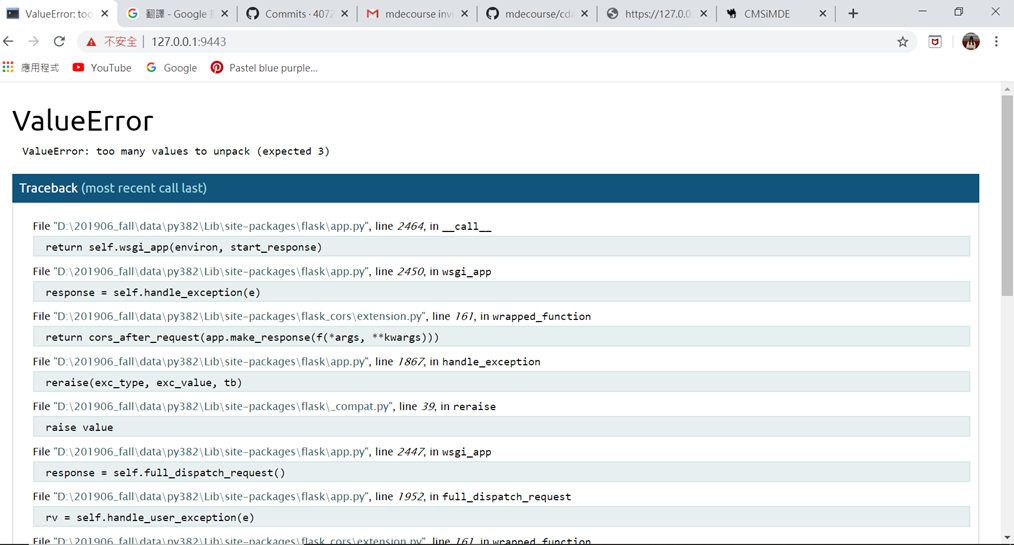 ValueError: too
翻譯 - Google
Commits · 4072
mdecourse invi
mdecourse/cda
https://127.0.0
CMSiMDE
不安全 | 127.0.0.1:9443
應用程式 YouTube Google Pastel blue purple...
ValueError
ValueError: too many values to unpack (expected 3)
Traceback (most recent call last)
File "D:\201906_fall\data\py382\Lib\site-packages\flask\app.py", line 2464, in __call__
return self.wsgi_app(environ, start_response)
File "D:\201906_fall\data\py382\Lib\site-packages\flask\app.py", line 2450, in wsgi_app
response = self.handle_exception(e)
File "D:\201906_fall\data\py382\Lib\site-packages\flask_cors\extension.py", line 161, in wrapped_function
return cors_after_request(app.make_response(f(*args, **kwargs)))
File "D:\201906_fall\data\py382\Lib\site-packages\flask\app.py", line 1867, in handle_exception
reraise(exc_type, exc_value, tb)
File "D:\201906_fall\data\py382\Lib\site-packages\flask\_compat.py", line 39, in reraise
raise value
File "D:\201906_fall\data\py382\Lib\site-packages\flask\app.py", line 2447, in wsgi_app
response = self.full_dispatch_request()
File "D:\201906_fall\data\py382\Lib\site-packages\flask\app.py", line 1952, in full_dispatch_request
rv = self.handle_user_exception(e)
File "D:\201906_fall\data\py382\Lib\site-packages\flask_cors\extension.py", line 161, in wrapped_function